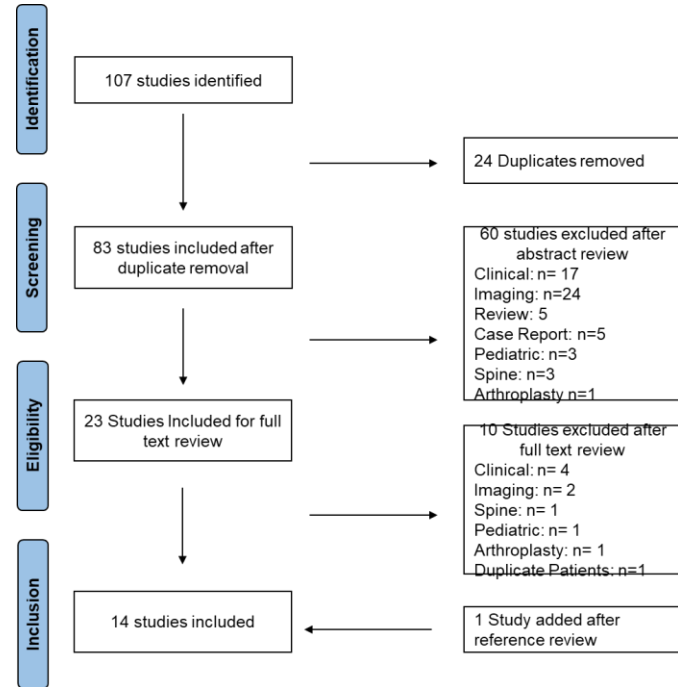 Identification
107 studies identified
24 Duplicates removed
Screening
83 studies included after
duplicate removal
60 studies excluded after
abstract review
Clinical: n= 17
Imaging: n=24
Review: 5
Case Report: n=5
Pediatric: n=3
Spine: n=3
Arthroplasty n=1
Eligibility
23 Studies Included for full
text review
10 Studies excluded after
full text review
Clinical: n= 4
Imaging: n= 2
Spine: n= 1
Pediatric: n= 1
Arthroplasty: n= 1
Duplicate Patients: n=1
Inclusion
14 studies included
1 Study added after
reference review